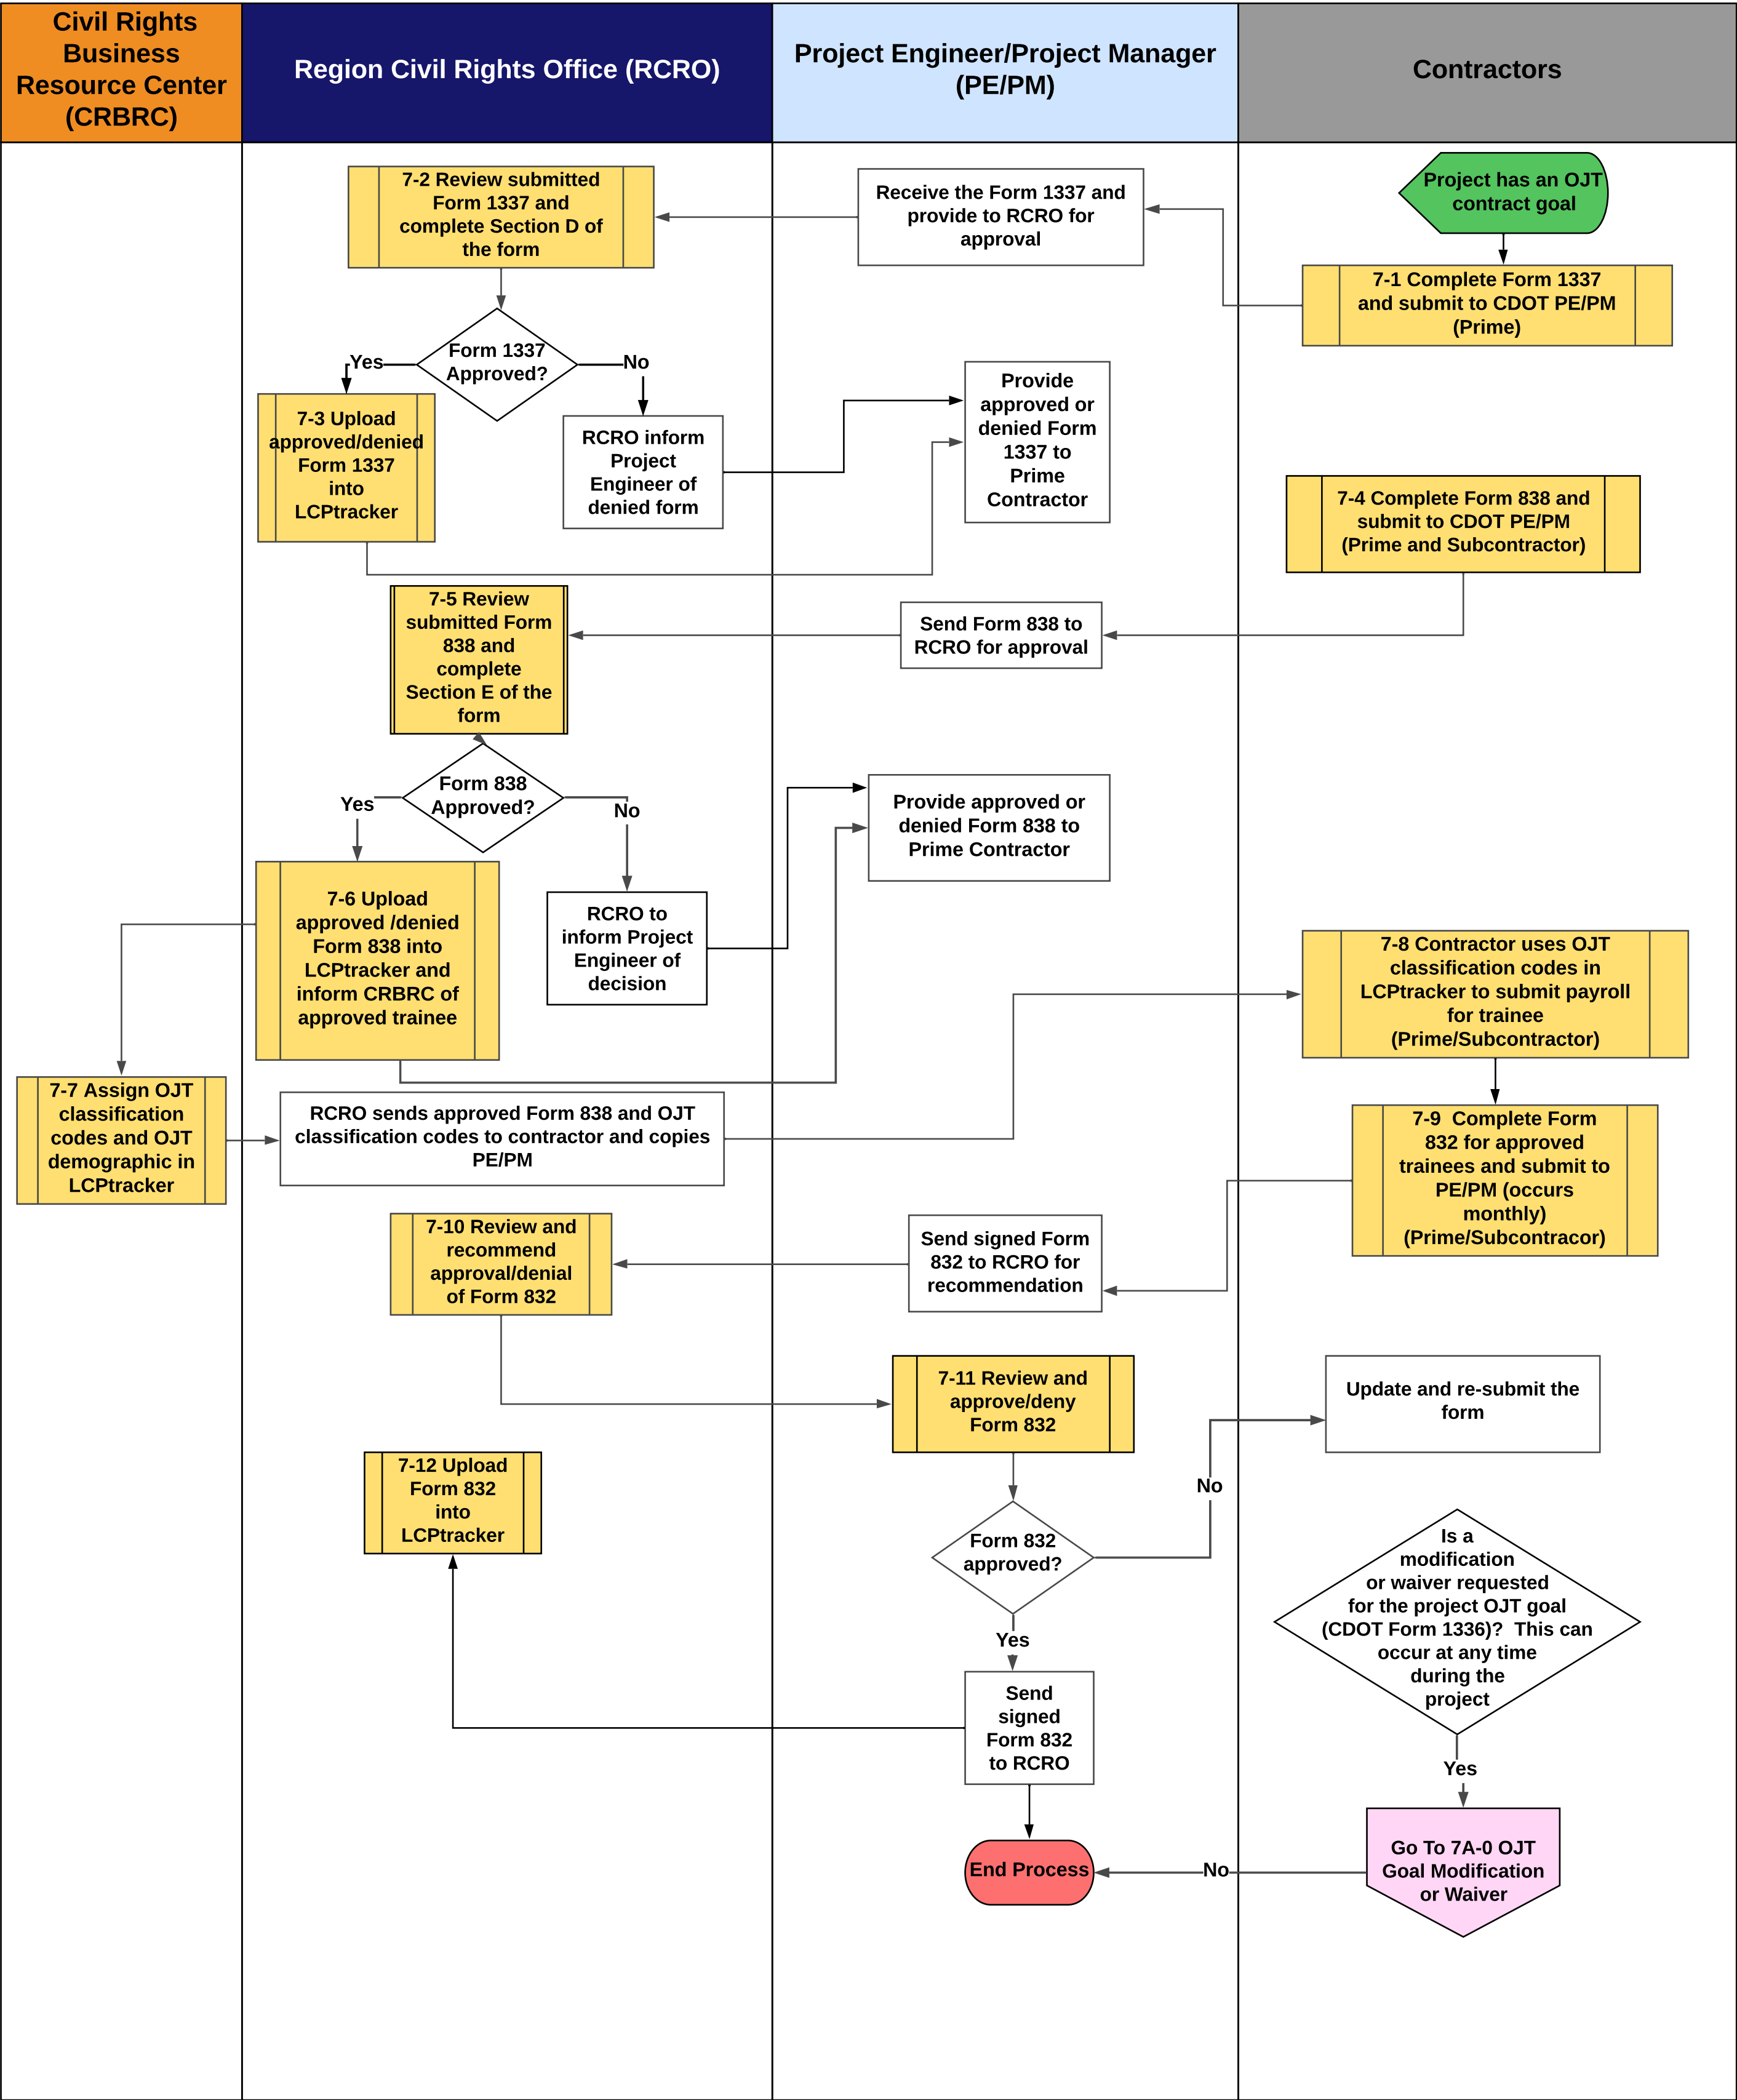 Civil Rights
Business
Resource Center
(CRBRC)
Region Civil Rights Office (RCRO)
Project Engineer/Project Manager
(PE/PM)
Contractors
Project has an OJT
contract goal
7-1 Complete Form 1337
and submit to CDOT PE/PM
(Prime)
Receive the Form 1337 and
provide to RCRO for
approval
7-2 Review submitted
Form 1337 and
complete Section D of
the form
Form 1337
Approved?
Yes
No
7-3 Upload
approved/denied
Form 1337
into
LCPtracker
RCRO inform
Project
Engineer of
denied form
Provide
approved or
denied Form
1337 to
Prime
Contractor
7-4 Complete Form 838 and
submit to CDOT PE/PM
(Prime and Subcontractor)
Send Form 838 to
RCRO for approval
7-5 Review
submitted Form
838 and
complete
Section E of the
form
Form 838
Approved?
Yes
No
7-6 Upload
approved /denied
Form 838 into
LCPtracker and
inform CRBRC of
approved trainee
RCRO to
inform Project
Engineer of
decision
Provide approved or
denied Form 838 to
Prime Contractor
7-7 Assign OJT
classification
codes and OJT
demographic in
LCPtracker
RCRO sends approved Form 838 and OJT
classification codes to contractor and copies
PE/PM
7-8 Contractor uses OJT
classification codes in
LCPtracker to submit payroll
for trainee
(Prime/Subcontractor)
7-9  Complete Form
832 for approved
trainees and submit to
PE/PM (occurs
monthly)
(Prime/Subcontracor)
Send signed Form
832 to RCRO for
recommendation
7-10 Review and
recommend
approval/denial
of Form 832
7-11 Review and
approve/deny
Form 832
Form 832
approved?
No
Update and re-submit the
form
Yes
Send
signed
Form 832
to RCRO
7-12 Upload
Form 832
into
LCPtracker
Is a
modification
or waiver requested
for the project OJT goal
(CDOT Form 1336)?  This can
occur at any time
during the
project
Yes
Go To 7A-0 OJT
Goal Modification
or Waiver
No
End Process